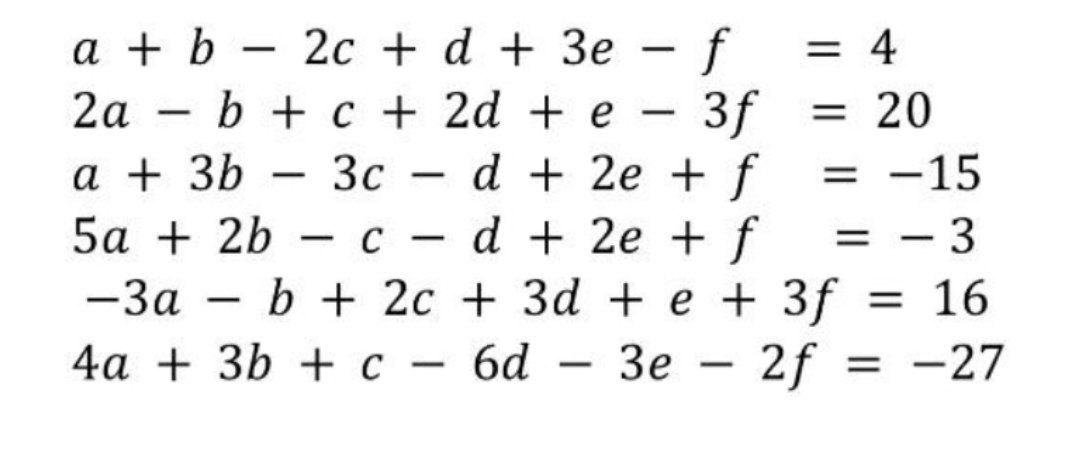 a + b − 2c + d + 3e − f = 4
2a − b + c + 2d + e − 3f = 20
a + 3b − 3c − d + 2e + f = −15
5a + 2b − c − d + 2e + f = − 3
−3a − b + 2c + 3d + e + 3f = 16
4a + 3b + c − 6d − 3e − 2f = −27